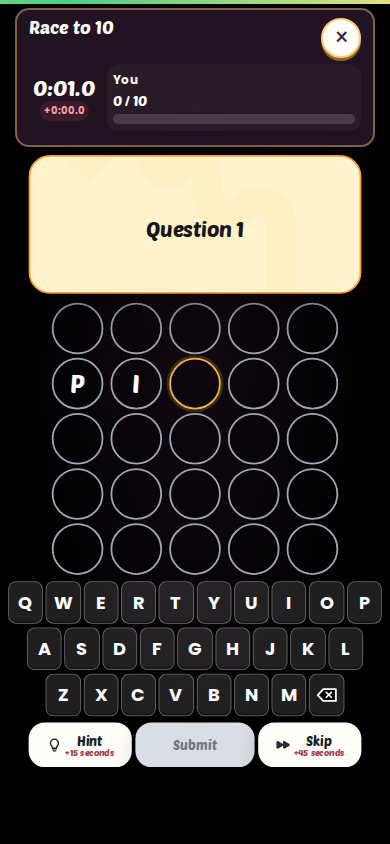 Race to 10
×
You
0:01.0
0 / 10
+0:00.0
Question 1
P I
Q W E R T Y U I O P
A S D F G H J K L
Z X C V B N M
Hint
+15 seconds
Submit
Skip
+45 seconds